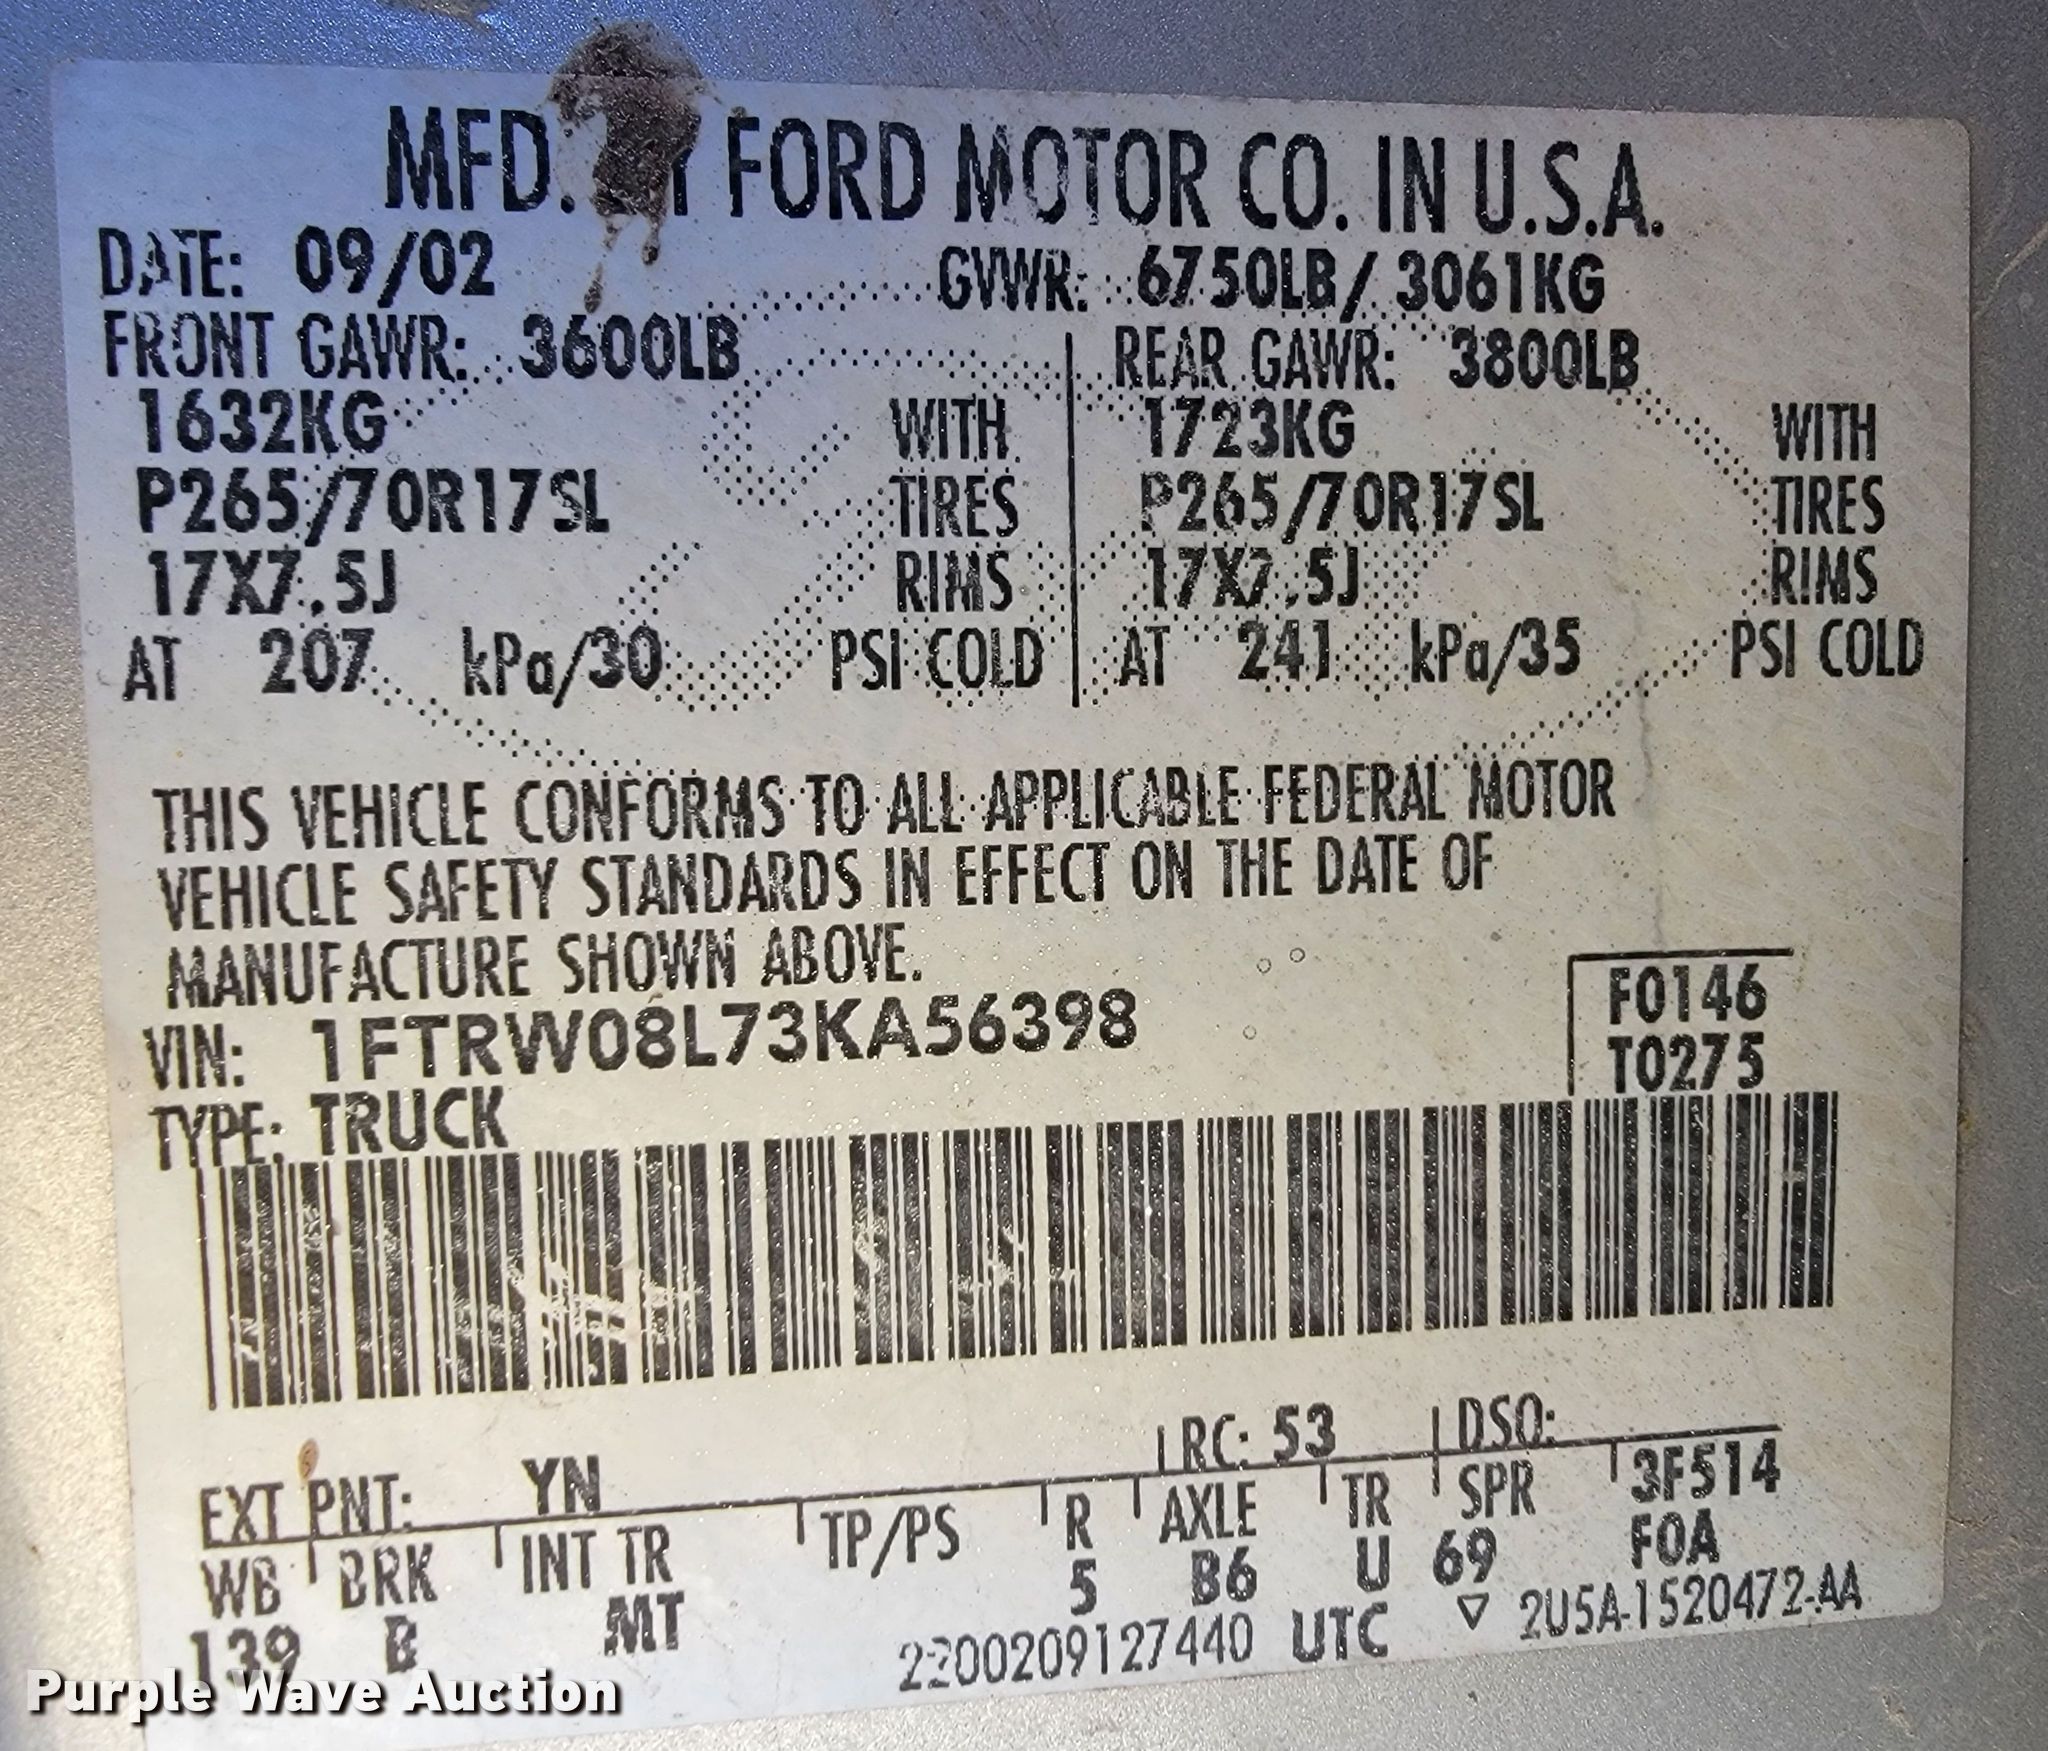 MFD. BY FORD MOTOR CO. IN U.S.A.
DATE: 09/02 GVWR: 6750LB/ 3061KG
FRONT GAWR: 3600LB REAR GAWR: 3800LB
1632KG WITH 1723KG WITH
P265/70R17SL TIRES P265/70R17SL TIRES
17X7.5J RIMS 17X7.5J RIMS
AT 207 kPa/30 PSI COLD AT 241 kPa/35 PSI COLD
THIS VEHICLE CONFORMS TO ALL APPLICABLE FEDERAL MOTOR
VEHICLE SAFETY STANDARDS IN EFFECT ON THE DATE OF
MANUFACTURE SHOWN ABOVE.
VIN: 1FTRW08L73KA56398 F0146
TYPE: TRUCK T0275
EXT PNT: YN RC: 53 DSO:
WB BRK INT TR TP/PS R AXLE TR SPR 3F514
139 B MT 5 B6 U 69 FOA
2200209127440 UTC ▽ 2U5A-1520472-AA
Purple Wave Auction